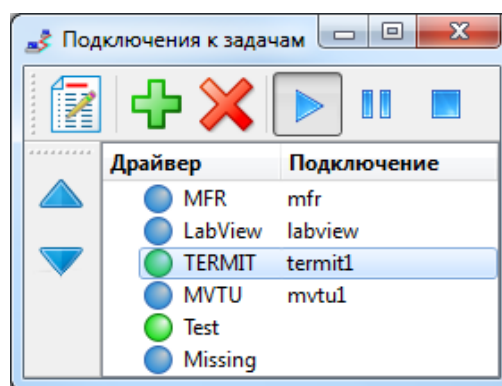 Подключения к задачам
Драйвер Подключение
MFR mfr
LabView labview
TERMIT termit1
MVTU mvtu1
Test
Missing